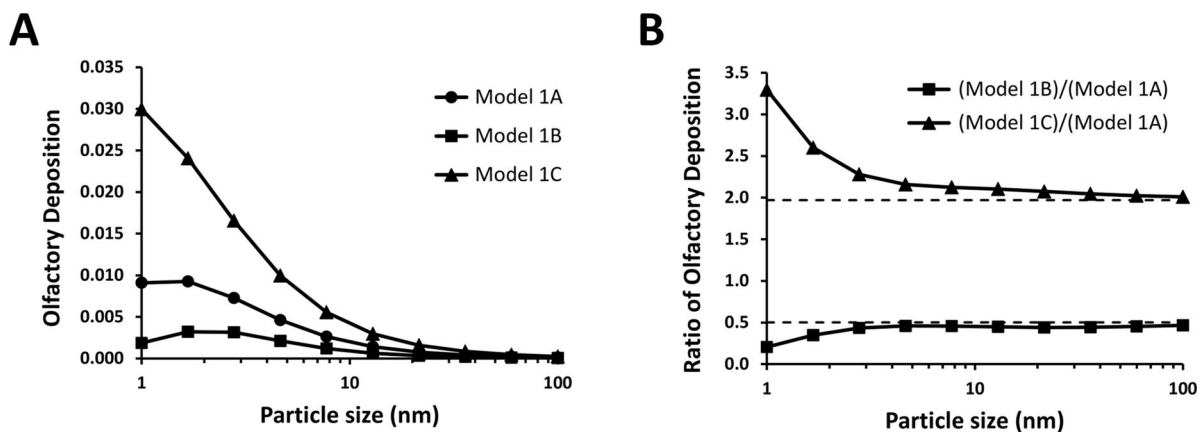 A
Olfactory Deposition
0.035
0.030
0.025
0.020
0.015
0.010
0.005
0.000
Model 1A
Model 1B
Model 1C
1
10
100
Particle size (nm)
B
Ratio of Olfactory Deposition
3.5
3.0
2.5
2.0
1.5
1.0
0.5
0.0
(Model 1B)/(Model 1A)
(Model 1C)/(Model 1A)
1
10
100
Particle size (nm)